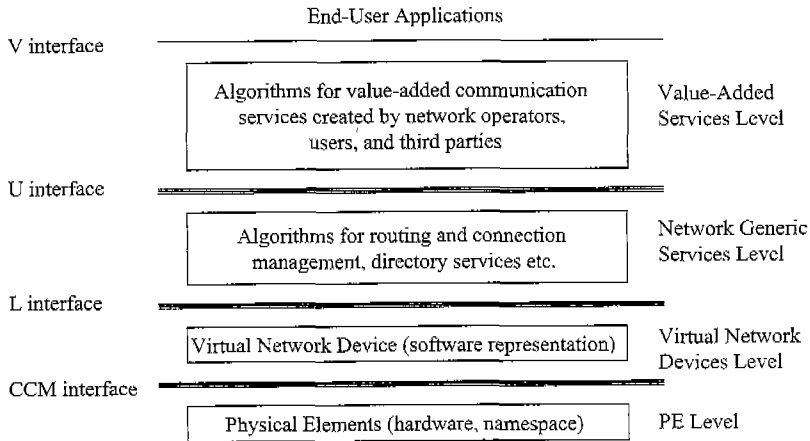 End-User Applications
V interface
Algorithms for value-added communication
services created by network operators,
users, and third parties
Value-Added
Services Level
U interface
Algorithms for routing and connection
management, directory services etc.
Network Generic
Services Level
L interface
Virtual Network Device (software representation)
Virtual Network
Devices Level
CCM interface
Physical Elements (hardware, namespace)
PE Level